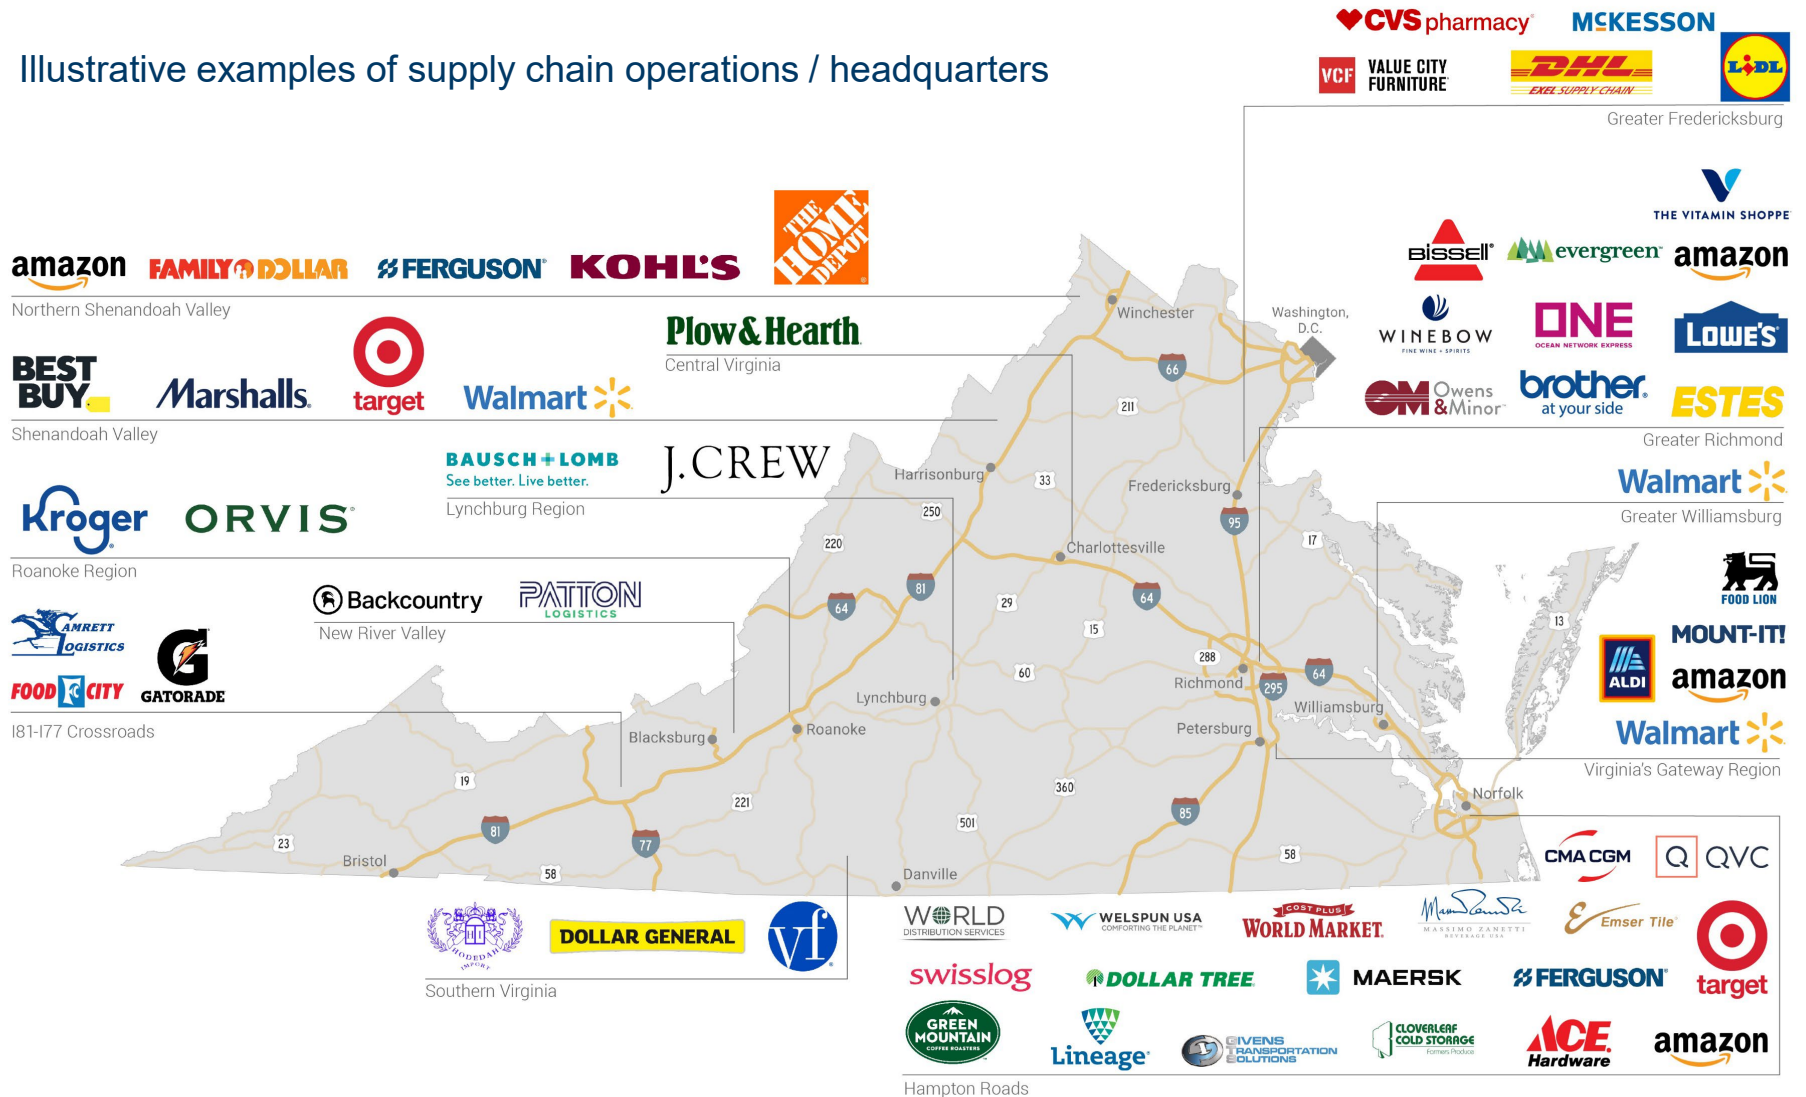 Illustrative examples of supply chain operations / headquarters
CVS pharmacy
McKESSON
VCF VALUE CITY
FURNITURE
DHL
EXEL SUPPLY CHAIN
LIDL
Greater Fredericksburg
THE VITAMIN SHOPPE
BISSELL
evergreen
amazon
WINEBOW
FINE WINE + SPIRITS
ONE
OCEAN NETWORK EXPRESS
LOWE'S
OM Owens
&Minor
brother
at your side
ESTES
Greater Richmond
Walmart
Greater Williamsburg
FOOD LION
MOUNT-IT!
ALDI
amazon
Walmart
Virginia's Gateway Region
amazon
FAMILY DOLLAR
FERGUSON
KOHL'S
THE
HOME
DEPOT
Northern Shenandoah Valley
Plow & Hearth
Central Virginia
BEST
BUY
Marshalls
target
Walmart
Shenandoah Valley
BAUSCH + LOMB
See better. Live better.
J.CREW
Lynchburg Region
Kroger
ORVIS
Roanoke Region
Backcountry
PATTON
LOGISTICS
New River Valley
CAMRETT
LOGISTICS
G
GATORADE
FOOD FC CITY
I81-I77 Crossroads
Winchester
Washington,
D.C.
66
211
Harrisonburg
33
Fredericksburg
250
95
220
17
Charlottesville
81
64
29
64
13
15
288
60
Richmond
295
64
Lynchburg
Williamsburg
Blacksburg
Roanoke
Petersburg
19
221
360
Norfolk
85
501
81
77
23
58
Bristol
58
Danville
HODEDAH
IMPORT
DOLLAR GENERAL
vf
Southern Virginia
CMA CGM
Q QVC
WORLD
DISTRIBUTION SERVICES
WELSPUN USA
COMFORTING THE PLANET
COST PLUS
WORLD MARKET
MASSIMO ZANETTI
BEVERAGE USA
Emser Tile
target
swisslog
DOLLAR TREE
MAERSK
FERGUSON
GREEN
MOUNTAIN
COFFEE ROASTERS
Lineage
GIVENS
TRANSPORTATION
SOLUTIONS
CLOVERLEAF
COLD STORAGE
Formers Produce
ACE
Hardware
amazon
Hampton Roads